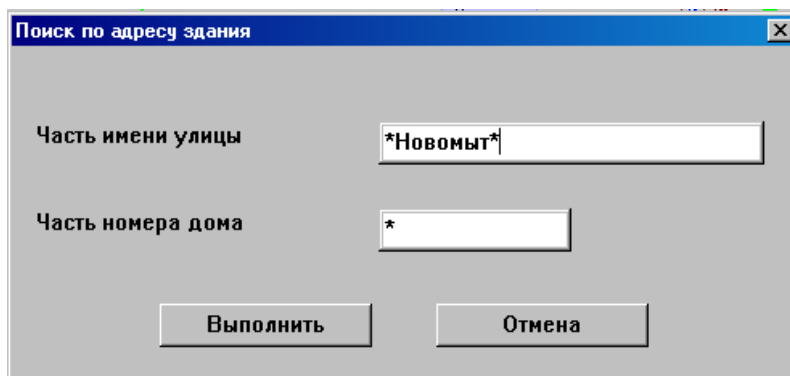 Поиск по адресу здания
Часть имени улицы
*Новомыт*
Часть номера дома
*
Выполнить
Отмена